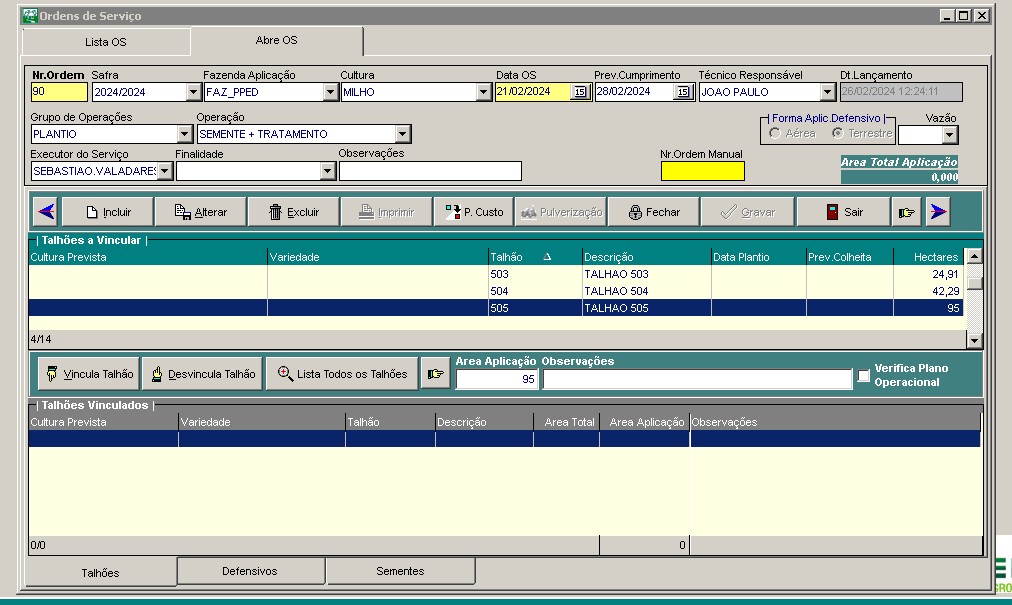 Ordens de Serviço
Lista OS
Abre OS
Nr.Ordem Safra Fazenda Aplicação Cultura Data OS Prev.Cumprimento Técnico Responsável Dt.Lançamento
90 2024/2024 FAZ_PPED MILHO 21/02/2024 15 28/02/2024 15 JOAO PAULO 26/02/2024 12:24:11
Grupo de Operações Operação Forma Aplic.Defensivo Vazão
PLANTIO SEMENTE + TRATAMENTO Aérea Terrestre
Executor do Serviço Finalidade Observações Nr.Ordem Manual Area Total Aplicação
SEBASTIAO.VALADARES 0,000
Incluir Alterar Excluir Imprimir P. Custo Pulverização Fechar Gravar Sair
Talhões a Vincular
Cultura Prevista Variedade Talhão Descrição Data Plantio Prev.Colheita Hectares
503 TALHAO 503 24,91
504 TALHAO 504 42,29
505 TALHAO 505 95
4/14
Vincula Talhão Desvincula Talhão Lista Todos os Talhões
Area Aplicação Observações
95
Verifica Plano
Operacional
Talhões Vinculados
Cultura Prevista Variedade Talhão Descrição Area Total Area Aplicação Observações
0/0 0
Talhões Defensivos Sementes